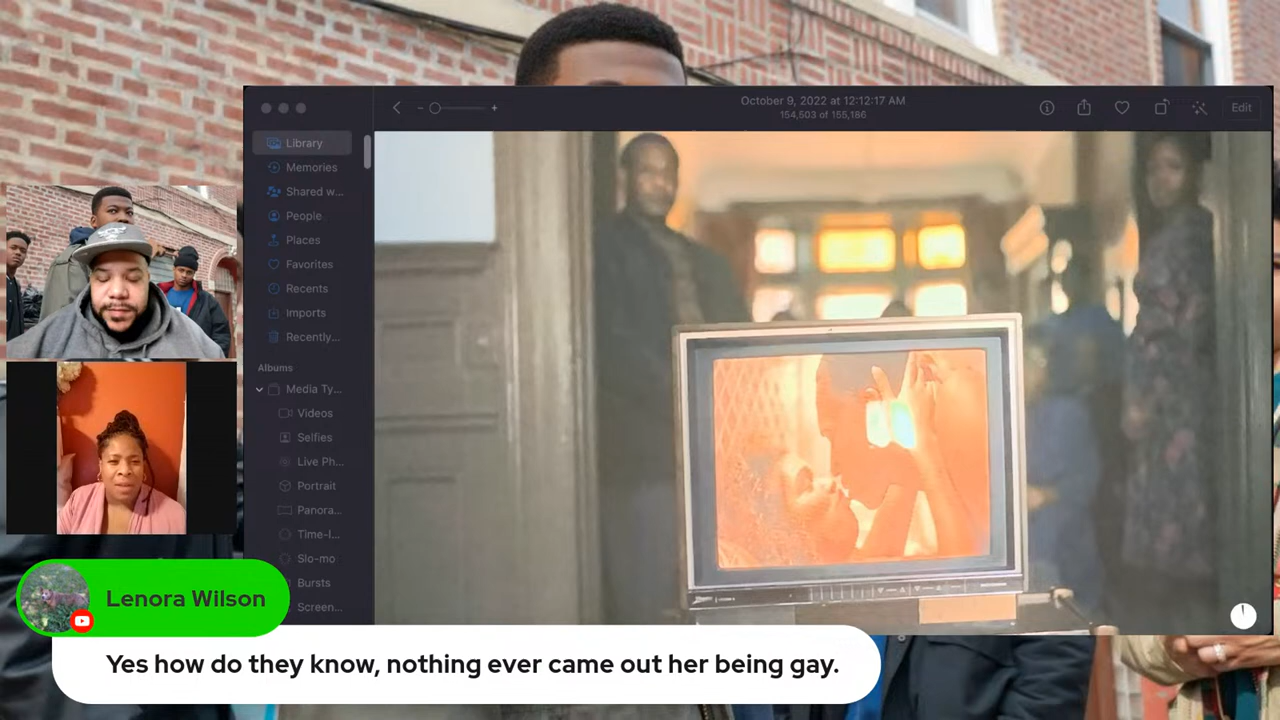 October 9, 2022 at 12:12:17 AM
154,503 of 155,186
Edit
Library
Memories
Shared w...
People
Places
Favorites
Recents
Imports
Recently...
Albums
Media Ty...
Videos
Selfies
Live Ph...
Portrait
Panora...
Time-l...
Slo-mo
Bursts
Screen...
Lenora Wilson
Yes how do they know, nothing ever came out her being gay.